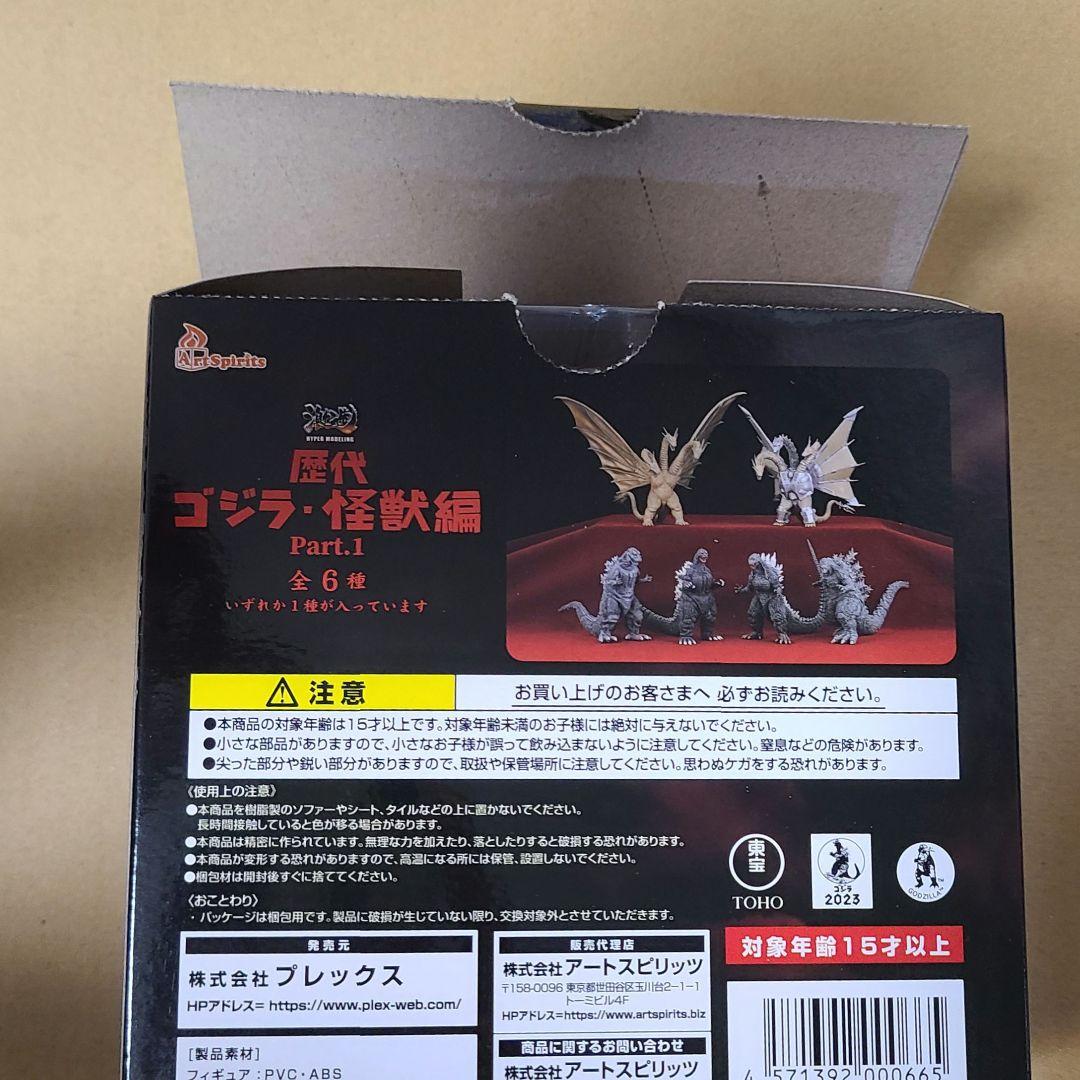 ArtSpirits
HYPER MODELING
歴代
ゴジラ・怪獣編
Part.1
全6種
いずれか1種が入っています
注意
お買い上げのお客さまへ 必ずお読みください。
●本商品の対象年齢は15才以上です。対象年齢未満のお子様には絶対に与えないでください。
●小さな部品がありますので、小さなお子様が誤って飲み込まないように注意してください。窒息などの危険があります。
●尖った部分や鋭い部分がありますので、取扱や保管場所に注意してください。思わぬケガをする恐れがあります。
《使用上の注意》
●本商品を樹脂製のソファーやシート、タイルなどの上に置かないでください。
長時間接触していると色が移る場合があります。
●本商品は精密に作られています。無理な力を加えたり、落としたりすると破損する恐れがあります。
●本商品が変形する恐れがありますので、高温になる所には保管、設置しないでください。
●梱包材は開封後すぐに捨ててください。
〈おことわり〉
・パッケージは梱包用です。製品に破損が生じていない限り、交換対象外とさせていただきます。
東宝
TOHO
ゴジラ
2023
GODZILLA™
対象年齢15才以上
発売元
株式会社 プレックス
HPアドレス= https://www.plex-web.com/
販売代理店
株式会社 アートスピリッツ
〒158-0096 東京都世田谷区玉川台2-1-1
トーミビル4F
HPアドレス=https://www.artspirits.biz
商品に関するお問い合わせ
株式会社 アートスピリッツ
[製品素材]
フィギュア:PVC・ABS
4 571392 000665